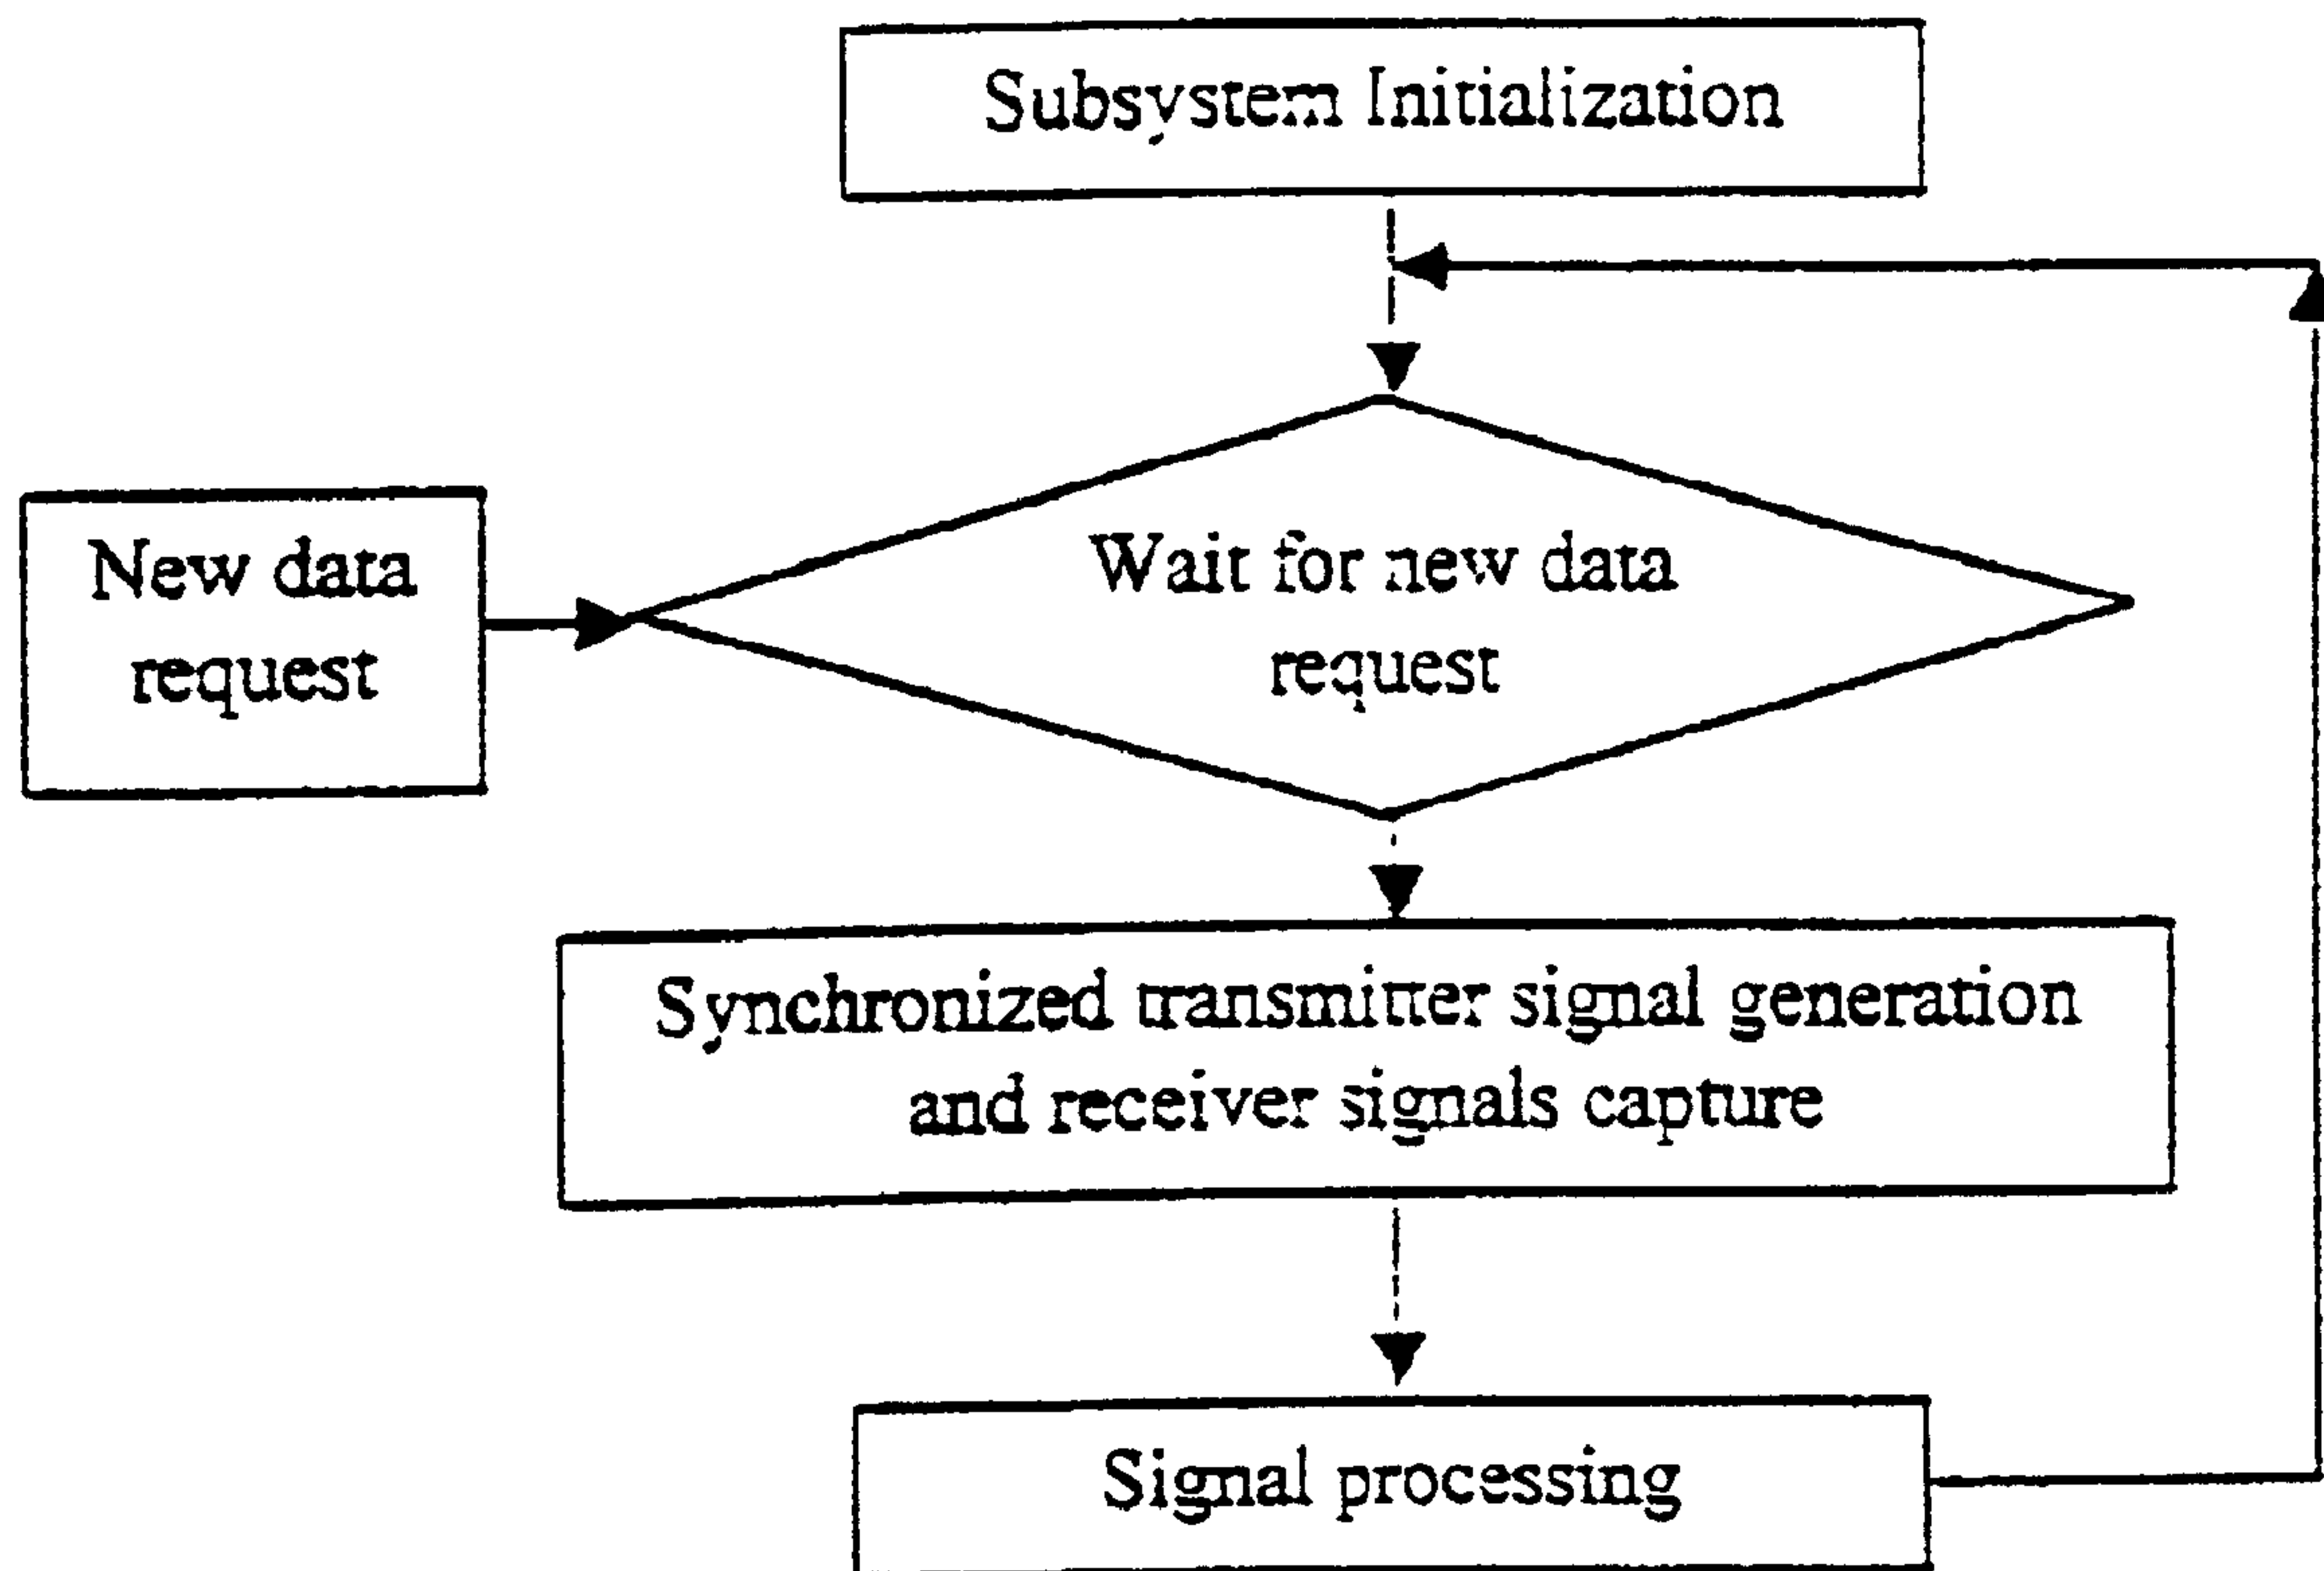 Subsystem Initialization
New data
request
Wait for new data
request
Synchronized transmitter signal generation
and receiver signals capture
Signal processing